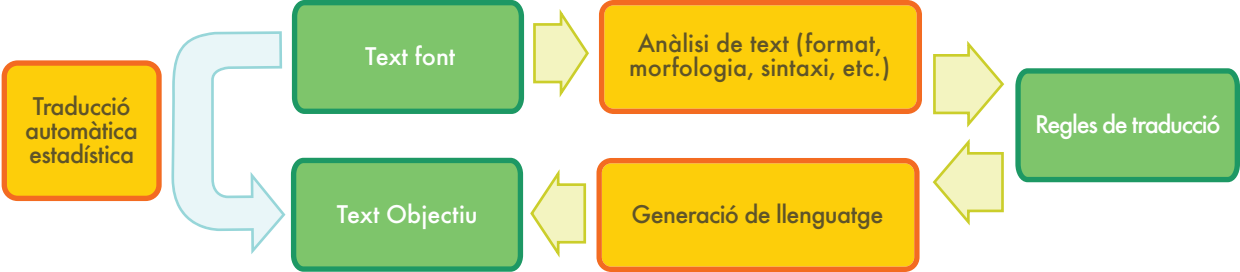 Traducció
automàtica
estadística
Text font
Anàlisi de text (format,
morfologia, sintaxi, etc.)
Regles de traducció
Generació de llenguatge
Text Objectiu